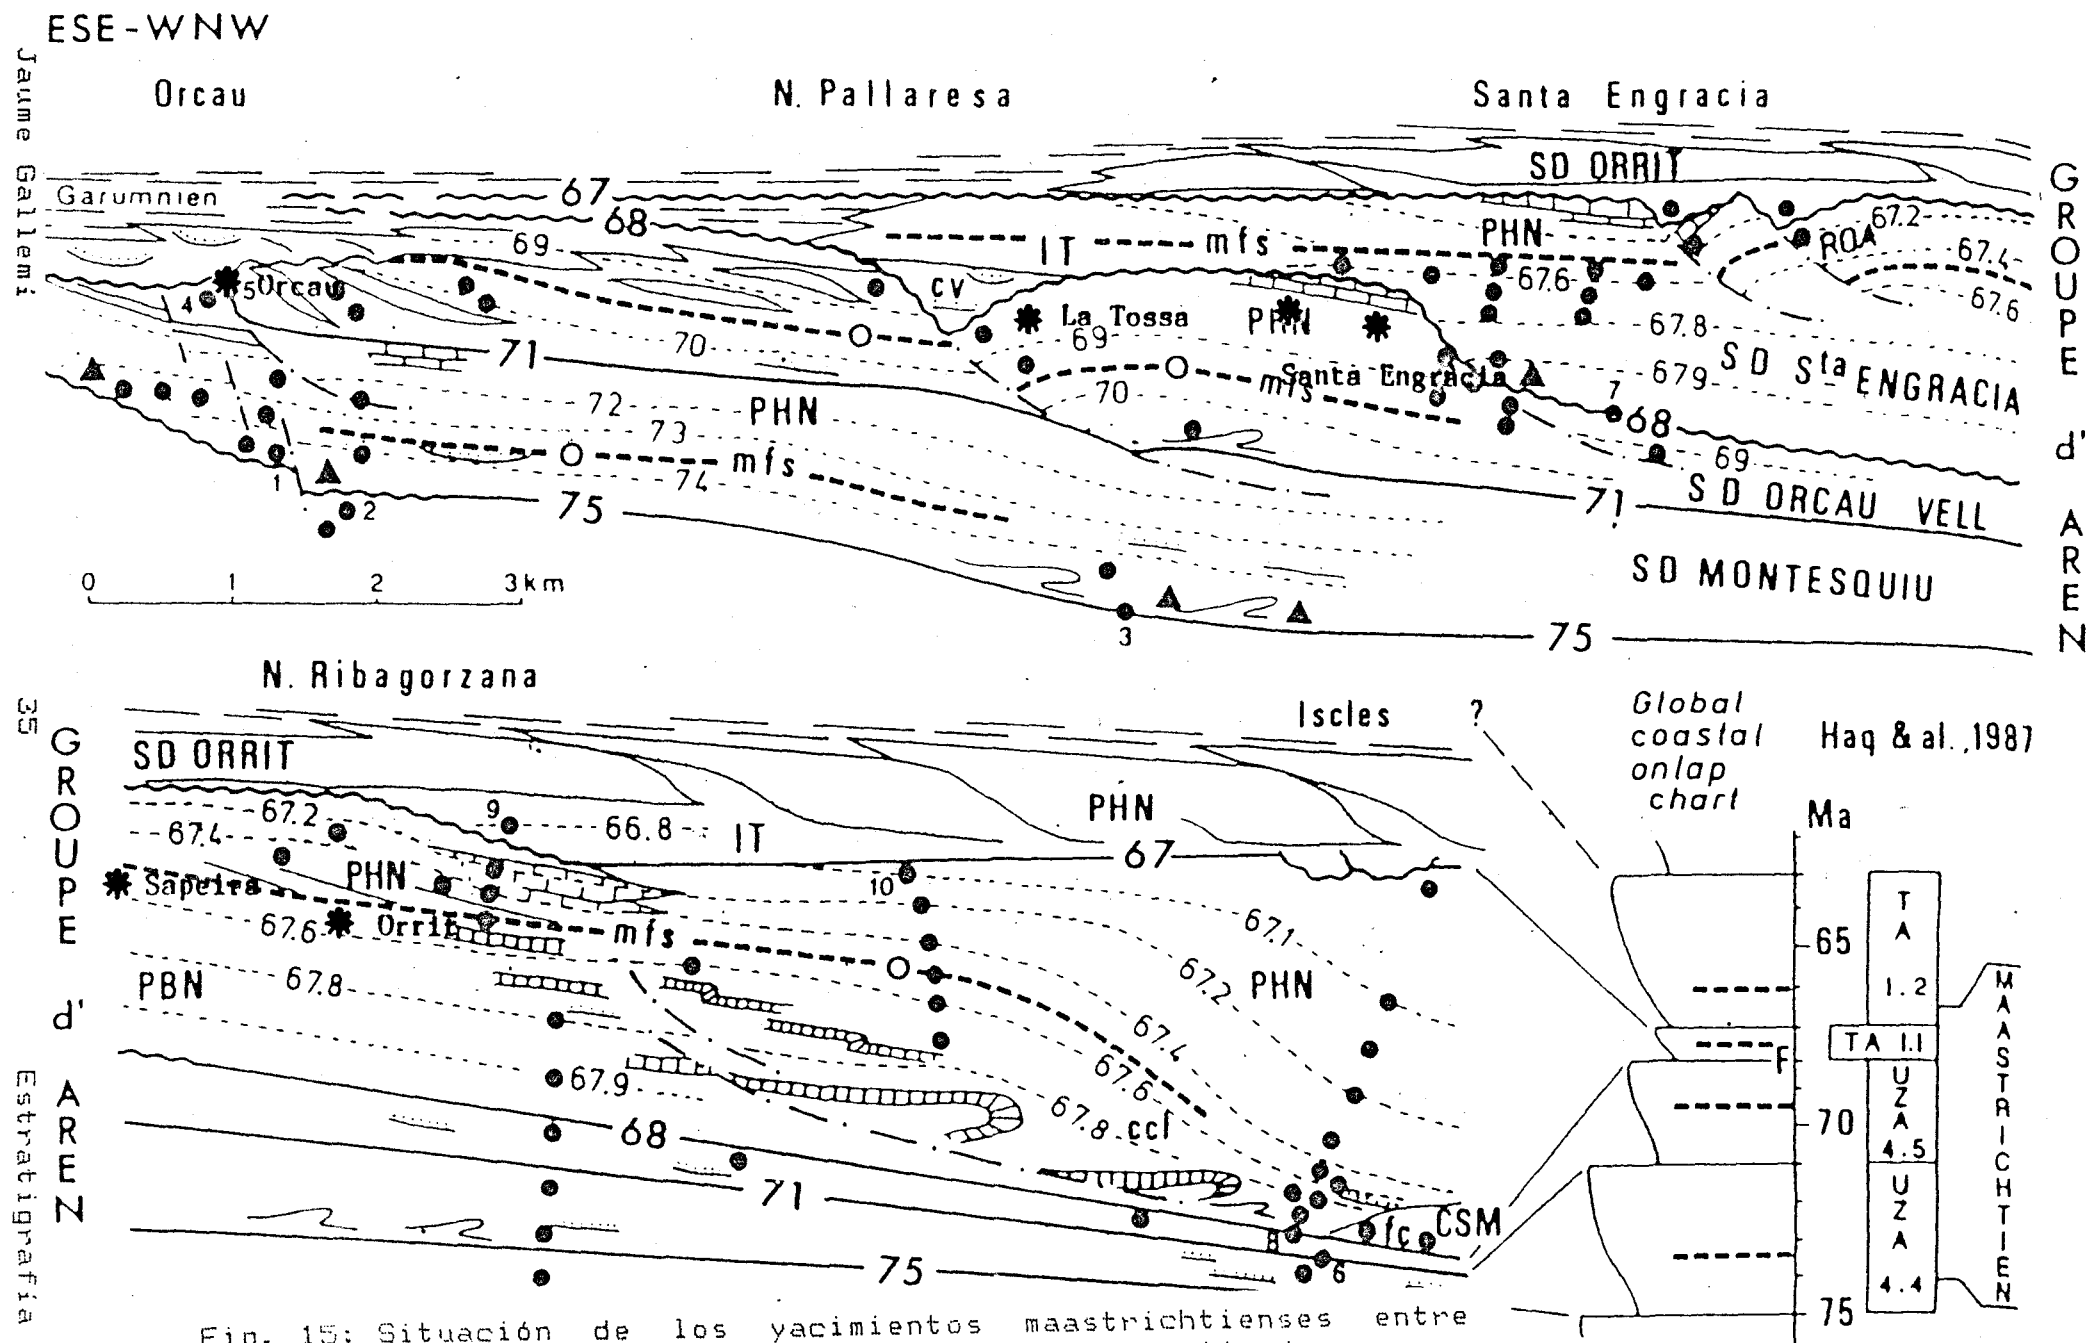 ESE-WNW
Jaume Gallemi
Orcau
N. Pallaresa
Santa Engracia
SD ORRIT
Garumnien
67
68
69
IT
mfs
PHN
67.6
ROA
67.2
67.4
67.6
4
5
Orcau
cv
La Tossa
PHN
67.8
70
69
71
Santa Engracia
679
SD Sta ENGRACIA
mfs
70
7
68
72
PHN
73
mfs
74
69
1
2
75
71
SD ORCAU VELL
SD MONTESQUIU
0 1 2 3 km
3
75
GROUPE d' AREN
N. Ribagorzana
Iscles ?
35
GROUPE d' AREN
SD ORRIT
67.2
9
66.8
IT
PHN
67
67.4
PHN
Sapeira
10
Orrit
mfs
67.6
67.1
67.2
PHN
PBN
67.8
67.4
67.6
67.9
67.8
ccf
68
71
fc
CSM
75
6
Estratigrafía
Global
coastal
onlap
chart
Haq & al., 1987
Ma
65
70
75
F
TA 1.2
TA 1.1
UZA 4.5
UZA 4.4
MAASTRICHTIEN
Fig. 15: Situación de los yacimientos maastrichtienses entre